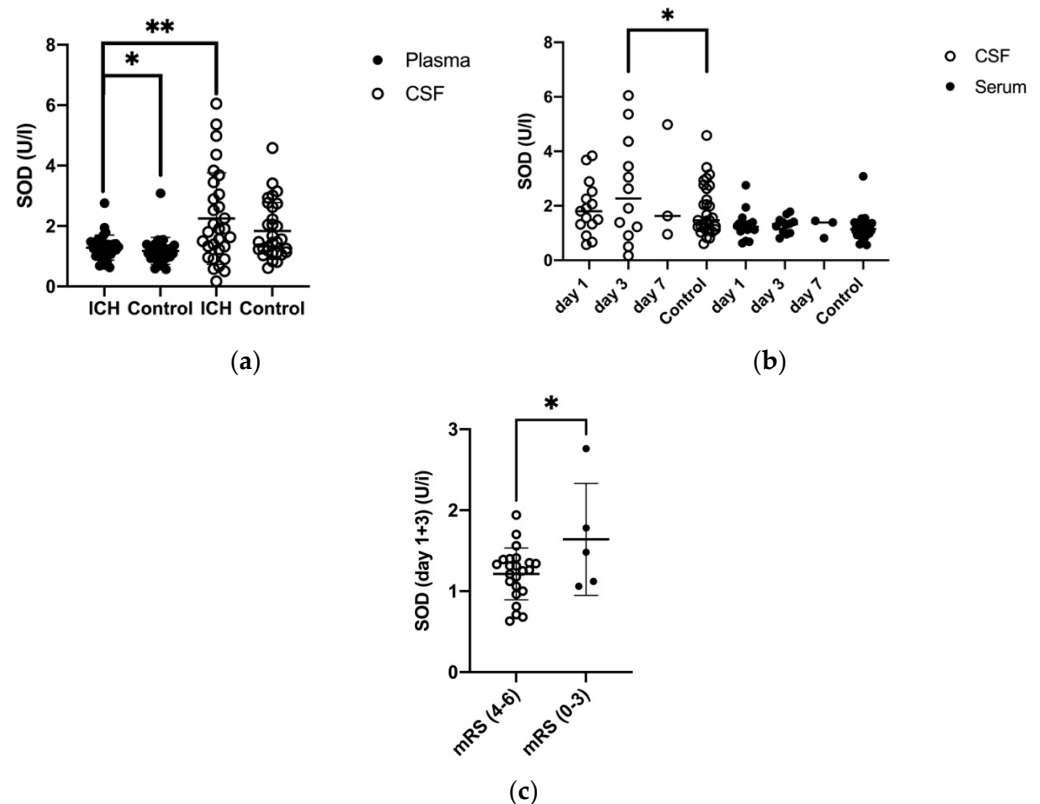 **
*
8
6
4
2
0
SOD (U/l)
ICH Control ICH Control
Plasma
CSF
(a)
*
8
6
4
2
0
SOD (U/l)
day 1
day 3
day 7
Control
day 1
day 3
day 7
Control
CSF
Serum
(b)
*
3
2
1
0
SOD (day 1+3) (U/i)
mRS (4-6)
mRS (0-3)
(c)